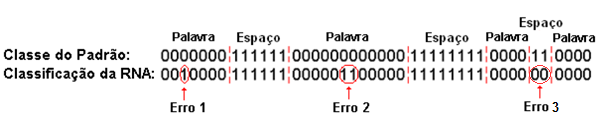 Espaço
Palavra Espaço Palavra Espaço Palavra Palavra
Classe do Padrão: 0000000 111111 000000000000 11111111 0000 11 0000
Classificação da RNA: 0010000 111111 000001100000 11111111 0000 00 0000
Erro 1 Erro 2 Erro 3